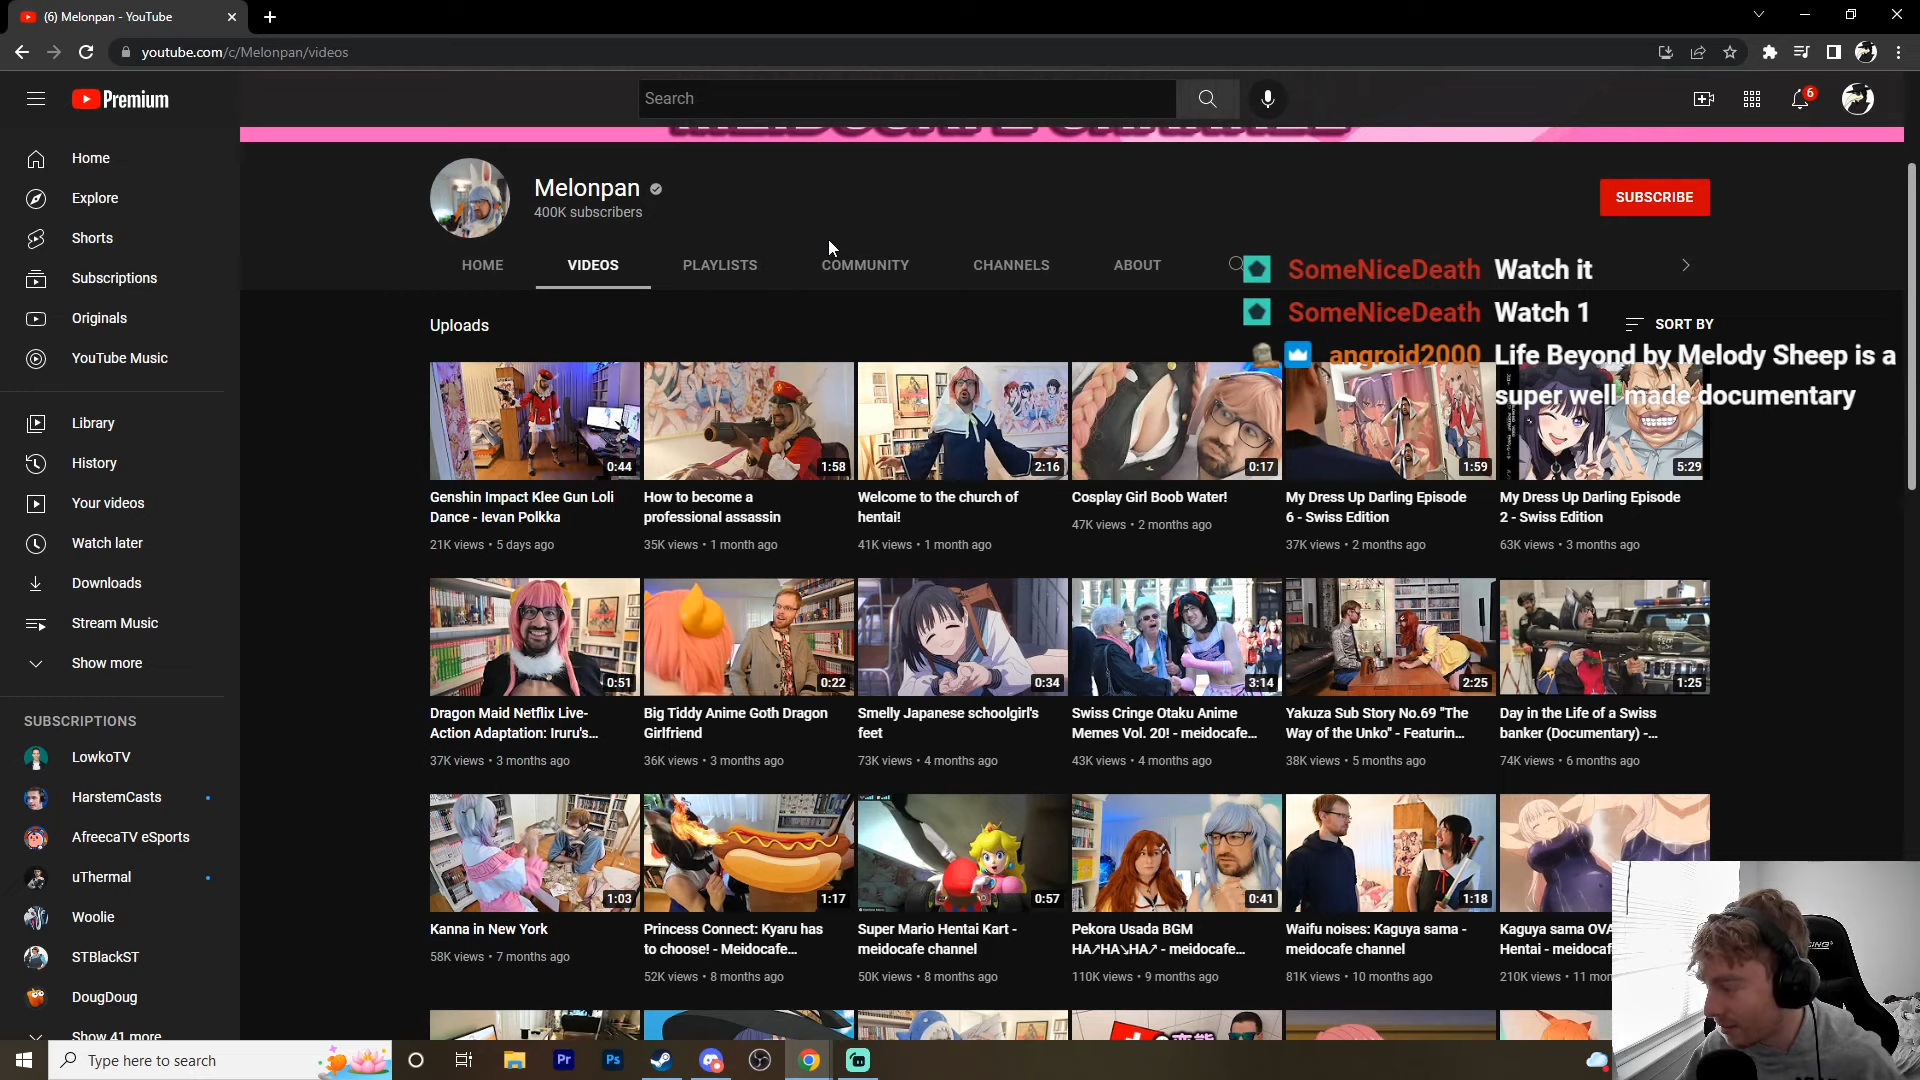 (6) Melonpan - YouTube
youtube.com/c/Melonpan/videos
Premium
Search
6
Home
Explore
Shorts
Subscriptions
Originals
YouTube Music
Library
History
Your videos
Watch later
Downloads
Stream Music
Show more
SUBSCRIPTIONS
LowkoTV
HarstemCasts
AfreecaTV eSports
uThermal
Woolie
STBlackST
DougDoug
Show 41 more
Melonpan
400K subscribers
SUBSCRIBE
HOME VIDEOS PLAYLISTS COMMUNITY CHANNELS ABOUT
SomeNiceDeath Watch it
SomeNiceDeath Watch 1
angroid2000 Life Beyond by Melody Sheep is a
super well made documentary
Uploads
SORT BY
0:44
Genshin Impact Klee Gun Loli
Dance - Ievan Polkka
21K views • 5 days ago
1:58
How to become a
professional assassin
35K views • 1 month ago
2:16
Welcome to the church of
hentai!
41K views • 1 month ago
0:17
Cosplay Girl Boob Water!
47K views • 2 months ago
1:59
My Dress Up Darling Episode
6 - Swiss Edition
37K views • 2 months ago
5:29
My Dress Up Darling Episode
2 - Swiss Edition
63K views • 3 months ago
0:51
Dragon Maid Netflix Live-
Action Adaptation: Iruru's...
37K views • 3 months ago
0:22
Big Tiddy Anime Goth Dragon
Girlfriend
36K views • 3 months ago
0:34
Smelly Japanese schoolgirl's
feet
73K views • 4 months ago
3:14
Swiss Cringe Otaku Anime
Memes Vol. 20! - meidocafe...
43K views • 4 months ago
2:25
Yakuza Sub Story No.69 "The
Way of the Unko" - Featurin...
38K views • 5 months ago
1:25
Day in the Life of a Swiss
banker (Documentary) -...
74K views • 6 months ago
1:03
Kanna in New York
58K views • 7 months ago
1:17
Princess Connect: Kyaru has
to choose! - Meidocafe...
52K views • 8 months ago
0:57
Super Mario Hentai Kart -
meidocafe channel
50K views • 8 months ago
0:41
Pekora Usada BGM
HA↗HA↘HA↗ - meidocafe...
110K views • 9 months ago
1:18
Waifu noises: Kaguya sama -
meidocafe channel
81K views • 10 months ago
Kaguya sama OVA
Hentai - meidocaf
210K views • 11 mon
Type here to search
Pr
Ps